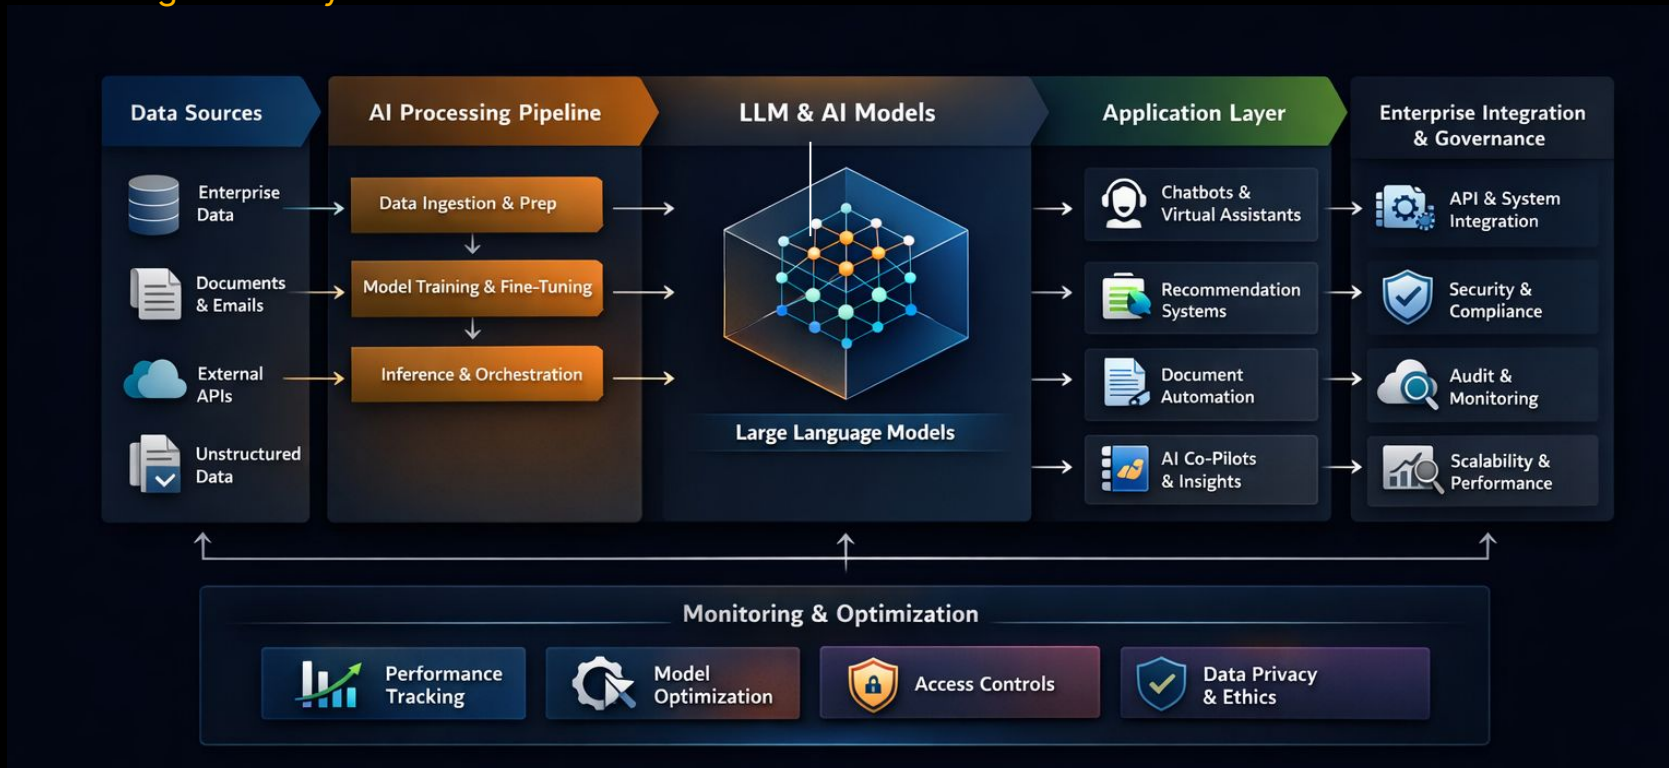 Data Sources
Enterprise
Data
Documents
& Emails
External
APIs
Unstructured
Data
AI Processing Pipeline
Data Ingestion & Prep
Model Training & Fine-Tuning
Inference & Orchestration
LLM & AI Models
Large Language Models
Application Layer
Chatbots &
Virtual Assistants
Recommendation
Systems
Document
Automation
AI Co-Pilots
& Insights
Enterprise Integration
& Governance
API & System
Integration
Security &
Compliance
Audit &
Monitoring
Scalability &
Performance
Monitoring & Optimization
Performance
Tracking
Model
Optimization
Access Controls
Data Privacy
& Ethics